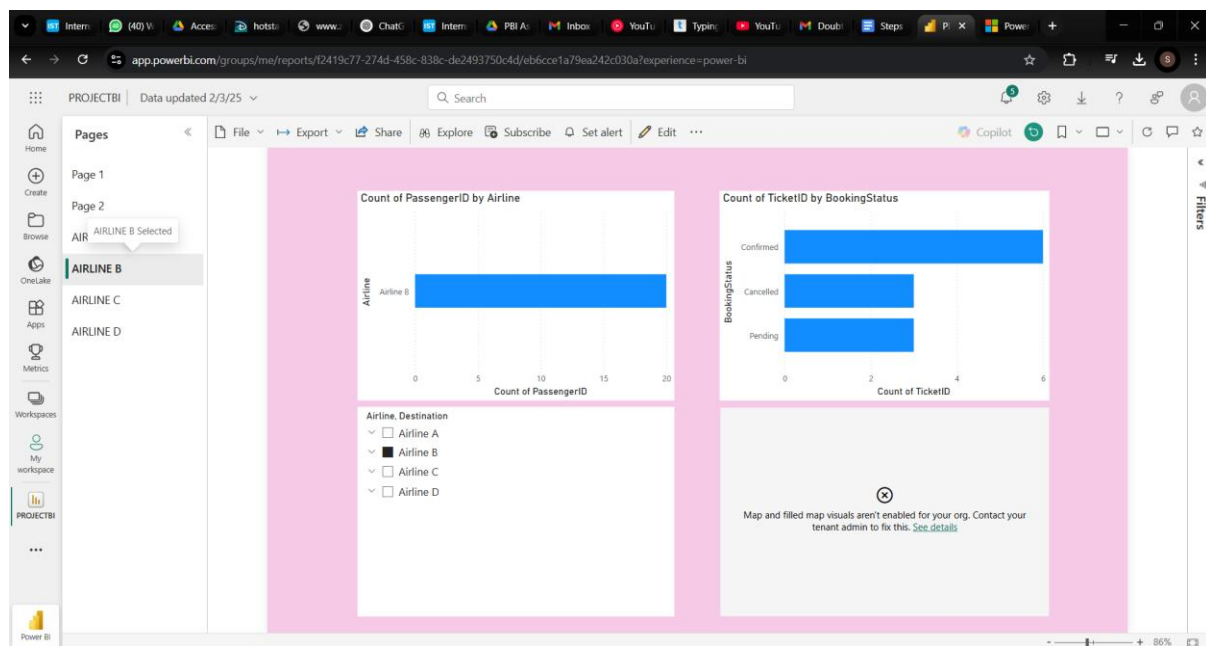 Intern
(40) W
Acces
hotsta
www.
ChatG
Intern
PBI As
Inbox
YouTu
Typing
YouTu
Doubt
Steps
Power
app.powerbi.com/groups/me/reports/f2419c77-274d-458c-838c-de2493750c4d/eb6cce1a79ea242c030a?experience=power-bi
S
PROJECTBI
Data updated 2/3/25
Search
5
Home
Create
Browse
OneLake
Apps
Metrics
Workspaces
My
workspace
PROJECTBI
Power BI
Pages
Page 1
Page 2
AIR
AIRLINE B Selected
AIRLINE B
AIRLINE C
AIRLINE D
File
Export
Share
Explore
Subscribe
Set alert
Edit
Copilot
Filters
Count of PassengerID by Airline
Airline
Airline B
0 5 10 15 20
Count of PassengerID
Count of TicketID by BookingStatus
BookingStatus
Confirmed
Cancelled
Pending
0 2 4 6
Count of TicketID
Airline, Destination
Airline A
Airline B
Airline C
Airline D
Map and filled map visuals aren't enabled for your org. Contact your
tenant admin to fix this. See details
86%